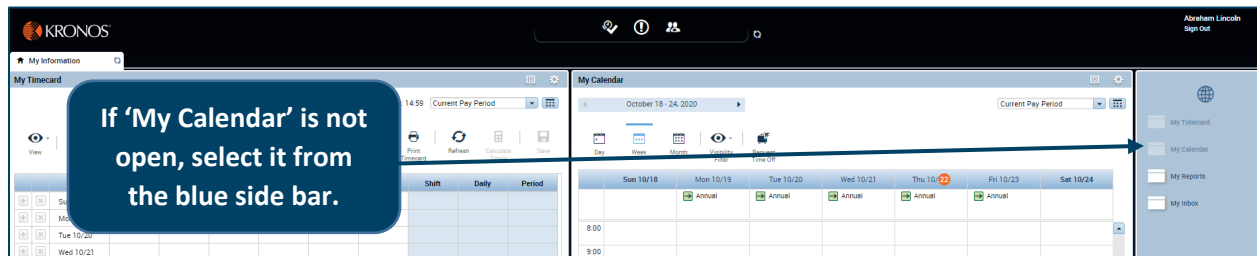 KRONOS
Abraham Lincoln
Sign Out
My Information
My Timecard
14:59 Current Pay Period
View
Print Timecard
Refresh
Calculate Totals
Save
Shift Daily Period
Su
Mo
Tue 10/20
Wed 10/21
If ‘My Calendar’ is not
open, select it from
the blue side bar.
My Calendar
October 18 - 24, 2020
Current Pay Period
Day
Week
Month
Visibility Filter
Request Time Off
Sun 10/18 Mon 10/19 Tue 10/20 Wed 10/21 Thu 10/22 Fri 10/23 Sat 10/24
Annual Annual Annual Annual Annual
8:00
9:00
My Timecard
My Calendar
My Reports
My Inbox